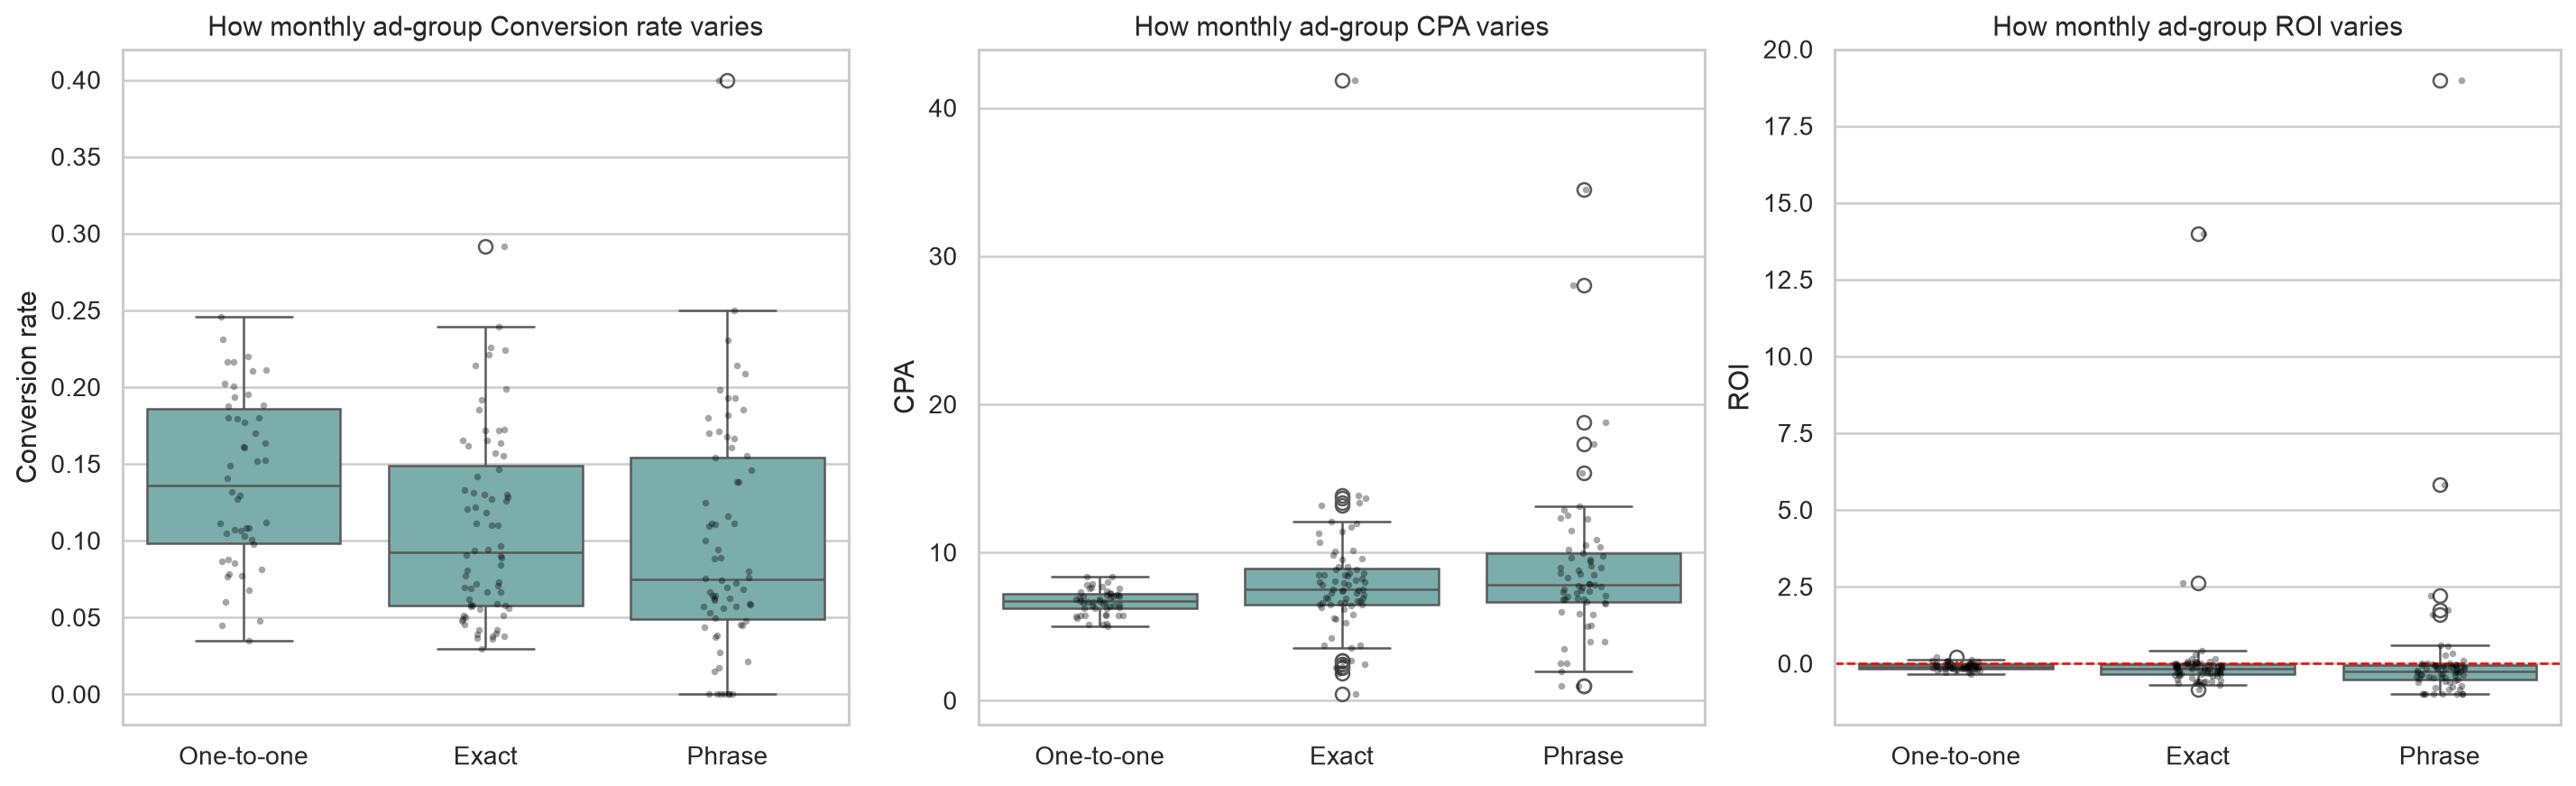 How monthly ad-group Conversion rate varies
Conversion rate
0.40
0.35
0.30
0.25
0.20
0.15
0.10
0.05
0.00
One-to-one
Exact
Phrase
How monthly ad-group CPA varies
CPA
40
30
20
10
0
One-to-one
Exact
Phrase
How monthly ad-group ROI varies
ROI
20.0
17.5
15.0
12.5
10.0
7.5
5.0
2.5
0.0
One-to-one
Exact
Phrase